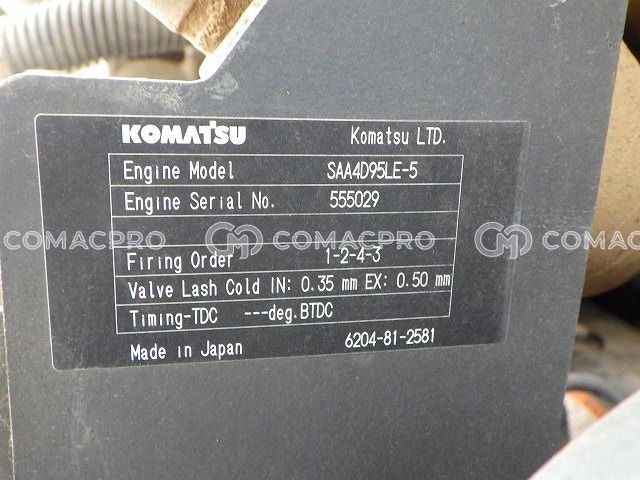 KOMATSU Komatsu LTD.
Engine Model SAA4D95LE-5
Engine Serial No. 555029
COMACPRO CM COMACPRO CM COMACPRO
Firing Order 1-2-4-3
Valve Lash Cold IN: 0.35 mm EX: 0.50 mm
Timing-TDC ---deg.BTDC
Made in Japan 6204-81-2581